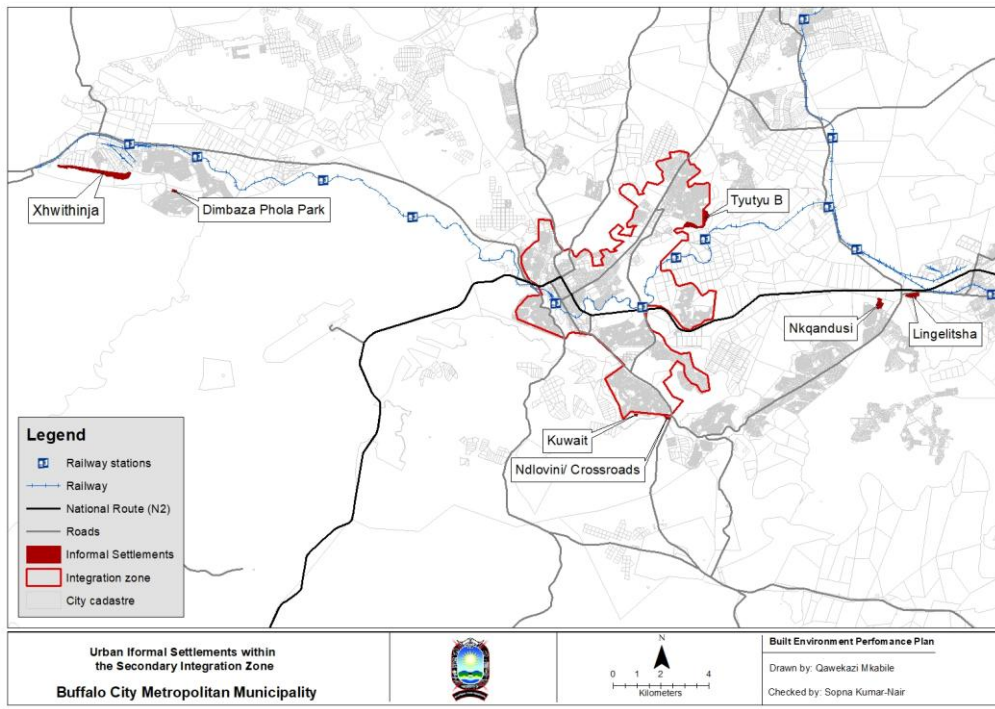 Xhwithinja
Dimbaza Phola Park
Tyutyu B
Nkqandusi
Lingelitsha
Kuwait
Ndlovini/ Crossroads
Legend
Railway stations
Railway
National Route (N2)
Roads
Informal Settlements
Integration zone
City cadastre
Urban Iformal Settlements within
the Secondary Integration Zone
Buffalo City Metropolitan Municipality
N
0 1 2 4
Kilometers
Built Environment Perfomance Plan
Drawn by: Qawekazi Mkabile
Checked by: Sopna Kumar-Nair